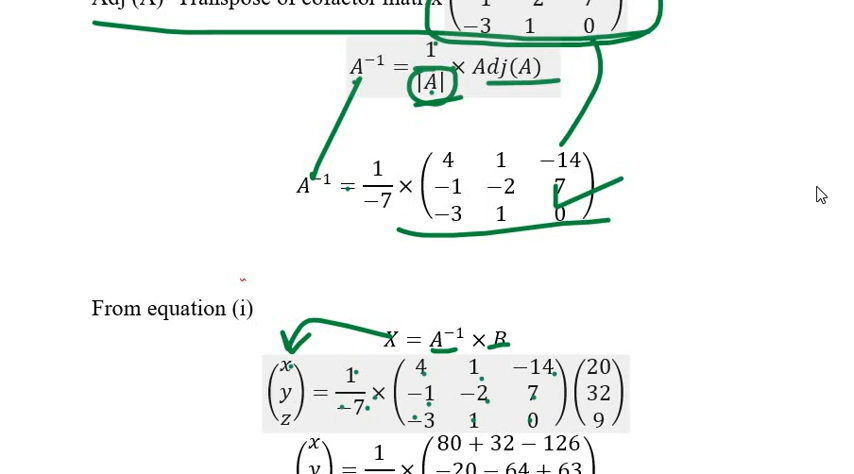 Adj (A) Transpose of cofactor matrix
−3 1 0
A⁻¹ = 1/|A| × Adj(A)
A⁻¹ = 1/−7 × (4 1 −14
−1 −2 7
−3 1 0)
From equation (i)
X = A⁻¹ × B
(x y z) = 1/−7 × (4 1 −14
−1 −2 7
−3 1 0) (20 32 9)
(x y = 1 × (80 + 32 − 126
−20 − 64 + 63